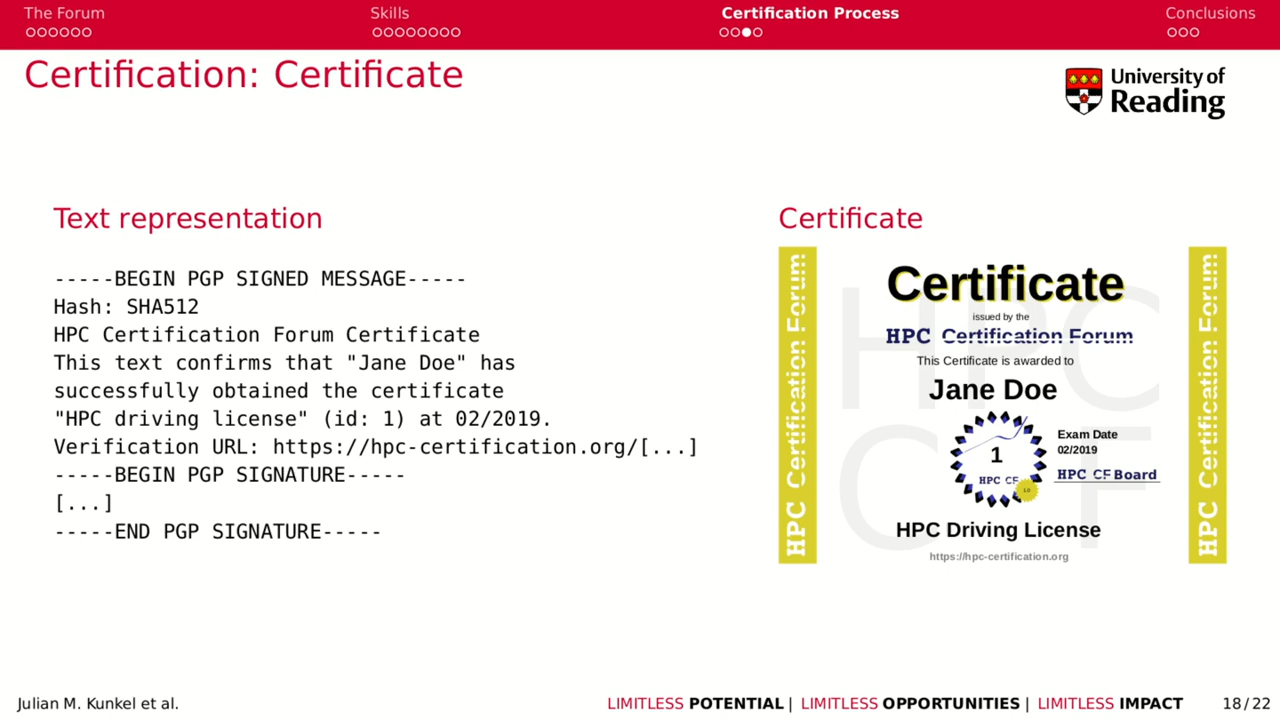 The Forum
Skills
Certification Process
Conclusions
Certification: Certificate
University of
Reading
Text representation
-----BEGIN PGP SIGNED MESSAGE-----
Hash: SHA512
HPC Certification Forum Certificate
This text confirms that "Jane Doe" has
successfully obtained the certificate
"HPC driving license" (id: 1) at 02/2019.
Verification URL: https://hpc-certification.org/[...]
-----BEGIN PGP SIGNATURE-----
[...]
-----END PGP SIGNATURE-----
Certificate
HPC Certification Forum
Certificate
issued by the
HPC Certification Forum
This Certificate is awarded to
Jane Doe
1
HPC CF
1.0
Exam Date
02/2019
HPC CF Board
HPC Driving License
https://hpc-certification.org
HPC
CF
HPC Certification Forum
Julian M. Kunkel et al.
LIMITLESS POTENTIAL | LIMITLESS OPPORTUNITIES | LIMITLESS IMPACT
18/22